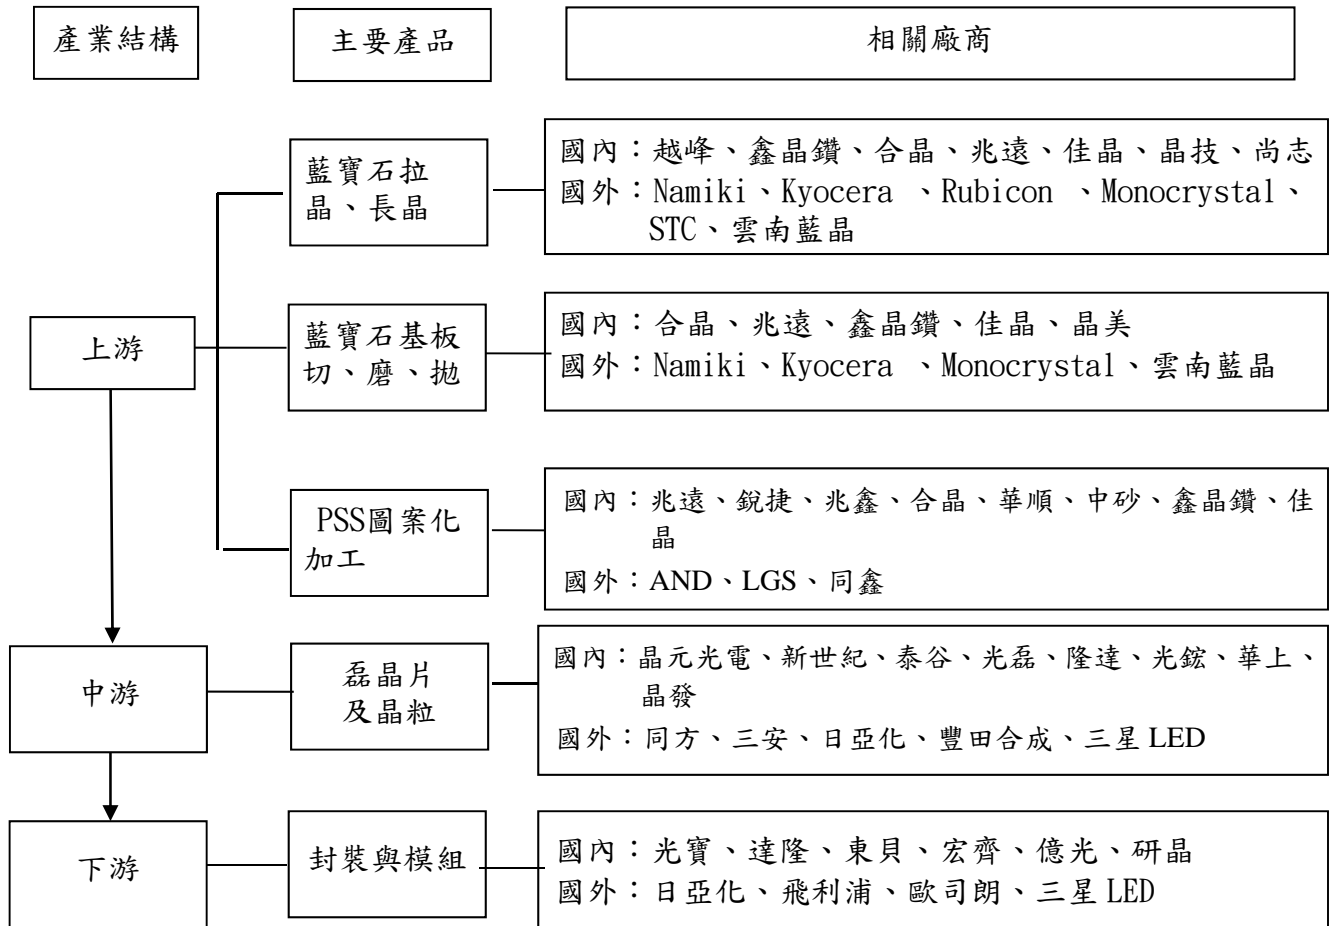 產業結構
主要產品
相關廠商
上游
藍寶石拉
晶、長晶
國內：越峰、鑫晶鑽、合晶、兆遠、佳晶、晶技、尚志
國外：Namiki、Kyocera 、Rubicon 、Monocrystal、
STC、雲南藍晶
藍寶石基板
切、磨、拋
國內：合晶、兆遠、鑫晶鑽、佳晶、晶美
國外：Namiki、Kyocera 、Monocrystal、雲南藍晶
PSS圖案化
加工
國內：兆遠、銳捷、兆鑫、合晶、華順、中砂、鑫晶鑽、佳
晶
國外：AND、LGS、同鑫
中游
磊晶片
及晶粒
國內：晶元光電、新世紀、泰谷、光磊、隆達、光鋐、華上、
晶發
國外：同方、三安、日亞化、豐田合成、三星 LED
下游
封裝與模組
國內：光寶、達隆、東貝、宏齊、億光、研晶
國外：日亞化、飛利浦、歐司朗、三星 LED